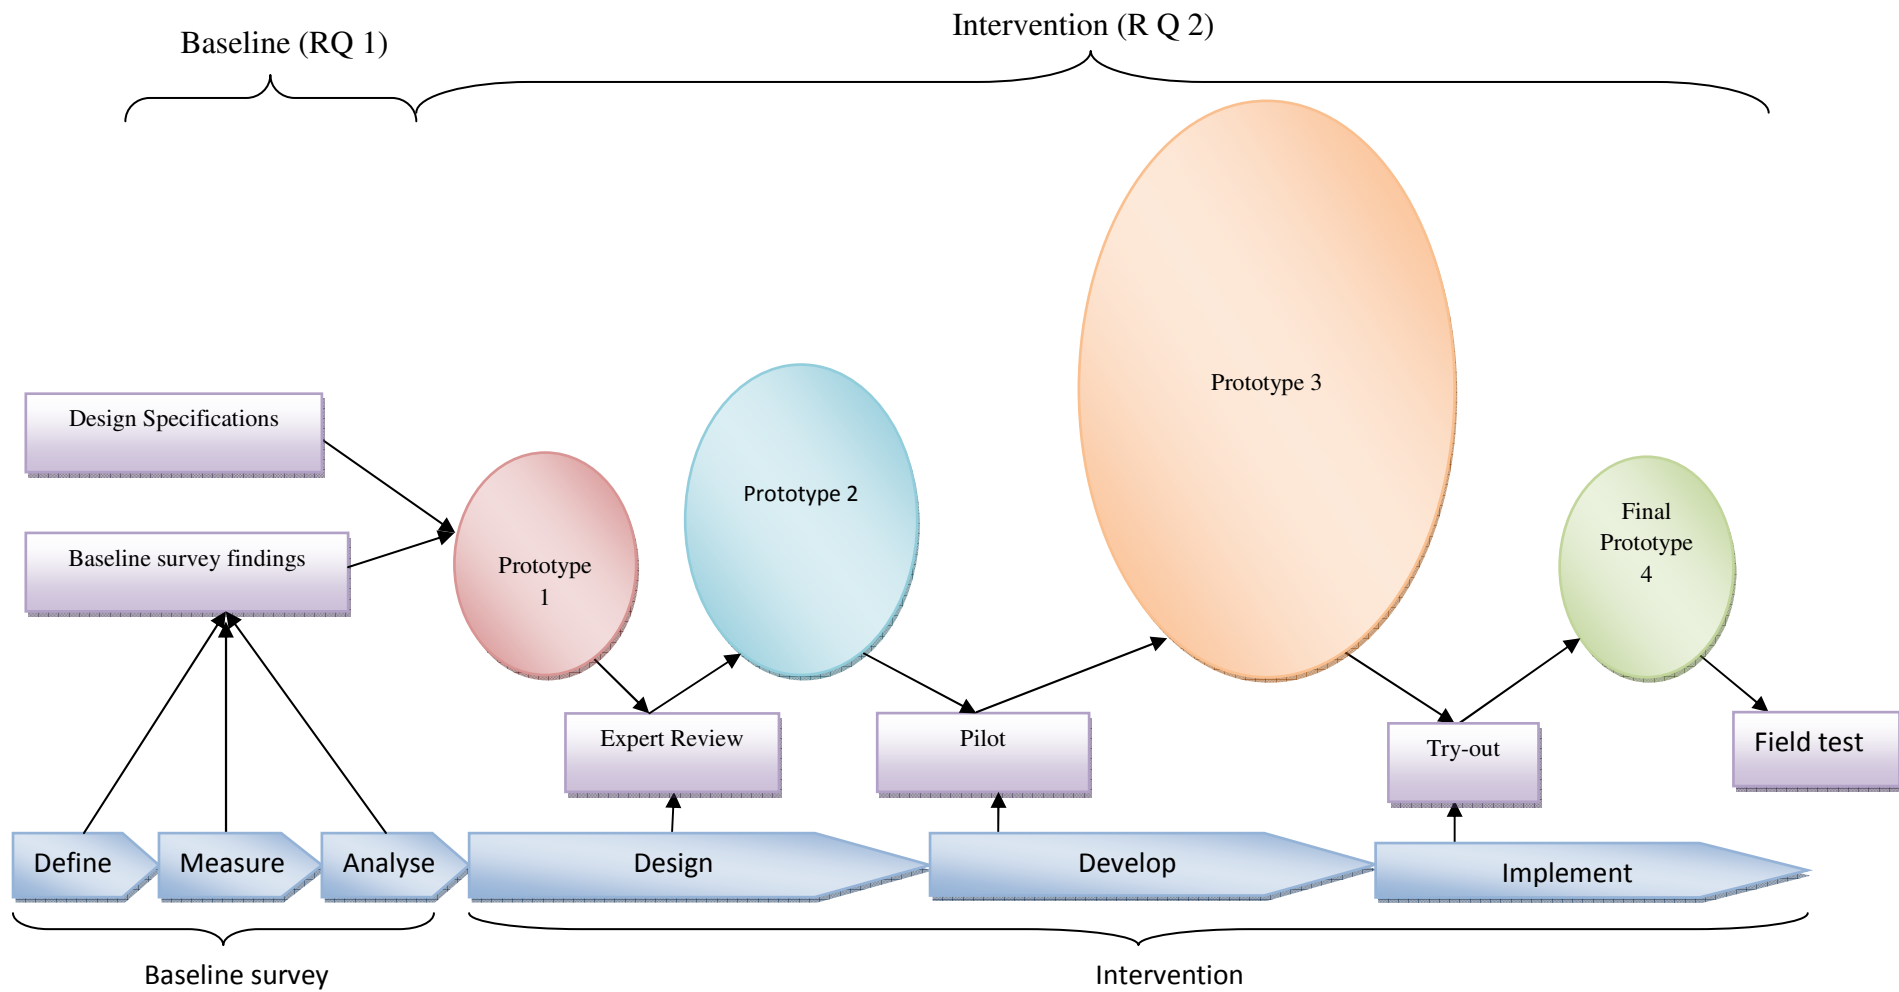 Baseline (RQ 1)
Intervention (R Q 2)
Design Specifications
Baseline survey findings
Prototype
1
Prototype 2
Prototype 3
Final
Prototype
4
Expert Review
Pilot
Try-out
Field test
Define
Measure
Analyse
Design
Develop
Implement
Baseline survey
Intervention